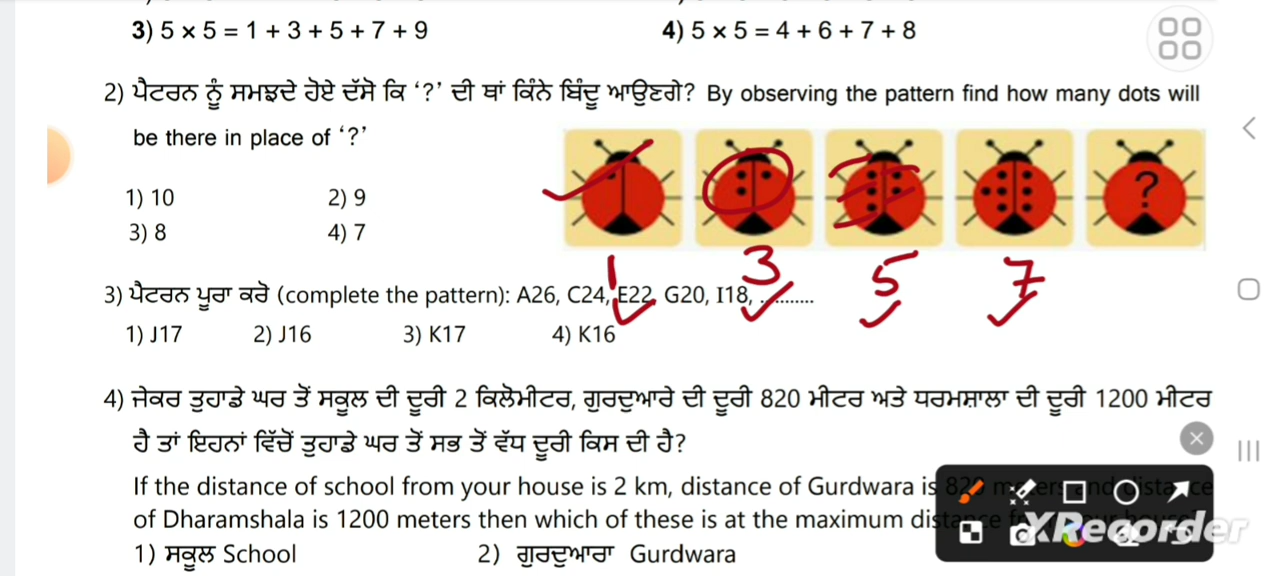 3) 5 × 5 = 1 + 3 + 5 + 7 + 9
4) 5 × 5 = 4 + 6 + 7 + 8
2) ਪੈਟਰਨ ਨੂੰ ਸਮਝਦੇ ਹੋਏ ਦੱਸੋ ਕਿ ‘?’ ਦੀ ਥਾਂ ਕਿੰਨੇ ਬਿੰਦੂ ਆਉਣਗੇ? By observing the pattern find how many dots will
be there in place of ‘?’
?
1) 10
2) 9
3) 8
4) 7
1 3 5 7
3) ਪੈਟਰਨ ਪੂਰਾ ਕਰੋ (complete the pattern): A26, C24, E22, G20, I18, ..........
1) J17
2) J16
3) K17
4) K16
4) ਜੇਕਰ ਤੁਹਾਡੇ ਘਰ ਤੋਂ ਸਕੂਲ ਦੀ ਦੂਰੀ 2 ਕਿਲੋਮੀਟਰ, ਗੁਰਦੁਆਰੇ ਦੀ ਦੂਰੀ 820 ਮੀਟਰ ਅਤੇ ਧਰਮਸ਼ਾਲਾ ਦੀ ਦੂਰੀ 1200 ਮੀਟਰ
ਹੈ ਤਾਂ ਇਹਨਾਂ ਵਿੱਚੋਂ ਤੁਹਾਡੇ ਘਰ ਤੋਂ ਸਭ ਤੋਂ ਵੱਧ ਦੂਰੀ ਕਿਸ ਦੀ ਹੈ?
If the distance of school from your house is 2 km, distance of Gurdwara is 820 meters and distance
of Dharamshala is 1200 meters then which of these is at the maximum distance
1) ਸਕੂਲ School
2) ਗੁਰਦੁਆਰਾ Gurdwara
XRecorder